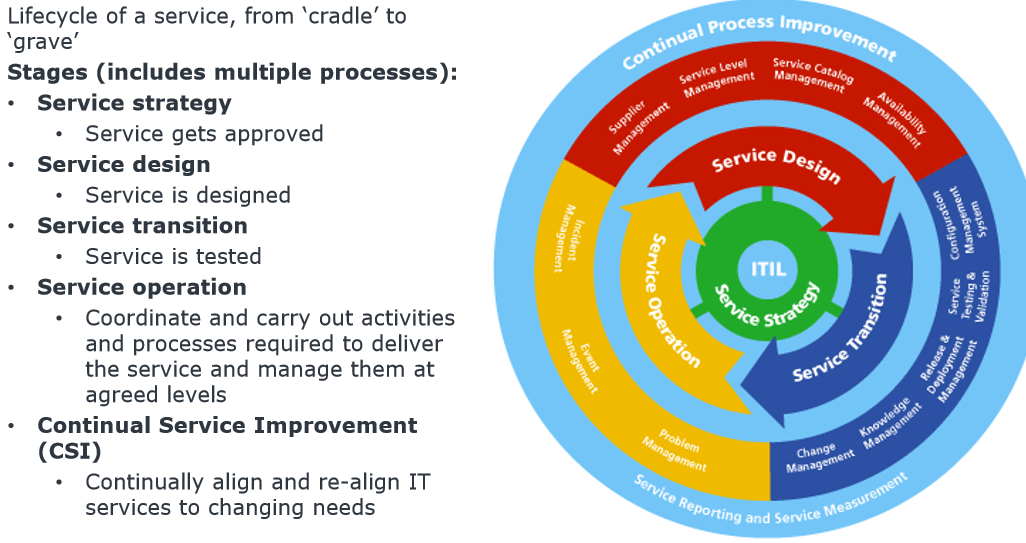 Lifecycle of a service, from ‘cradle’ to
‘grave’
Stages (includes multiple processes):
• Service strategy
• Service gets approved
• Service design
• Service is designed
• Service transition
• Service is tested
• Service operation
• Coordinate and carry out activities
and processes required to deliver
the service and manage them at
agreed levels
• Continual Service Improvement
(CSI)
• Continually align and re-align IT
services to changing needs
Continual Process Improvement
Supplier
Management
Service Level
Management
Service Catalog
Management
Availability
Management
Configuration
Management
System
Service
Testing &
Validation
Release &
Deployment
Management
Knowledge
Management
Change
Management
Problem
Management
Event
Management
Incident
Management
Service Design
Service Transition
Service Operation
ITIL
Service Strategy
Service Reporting and Service Measurement